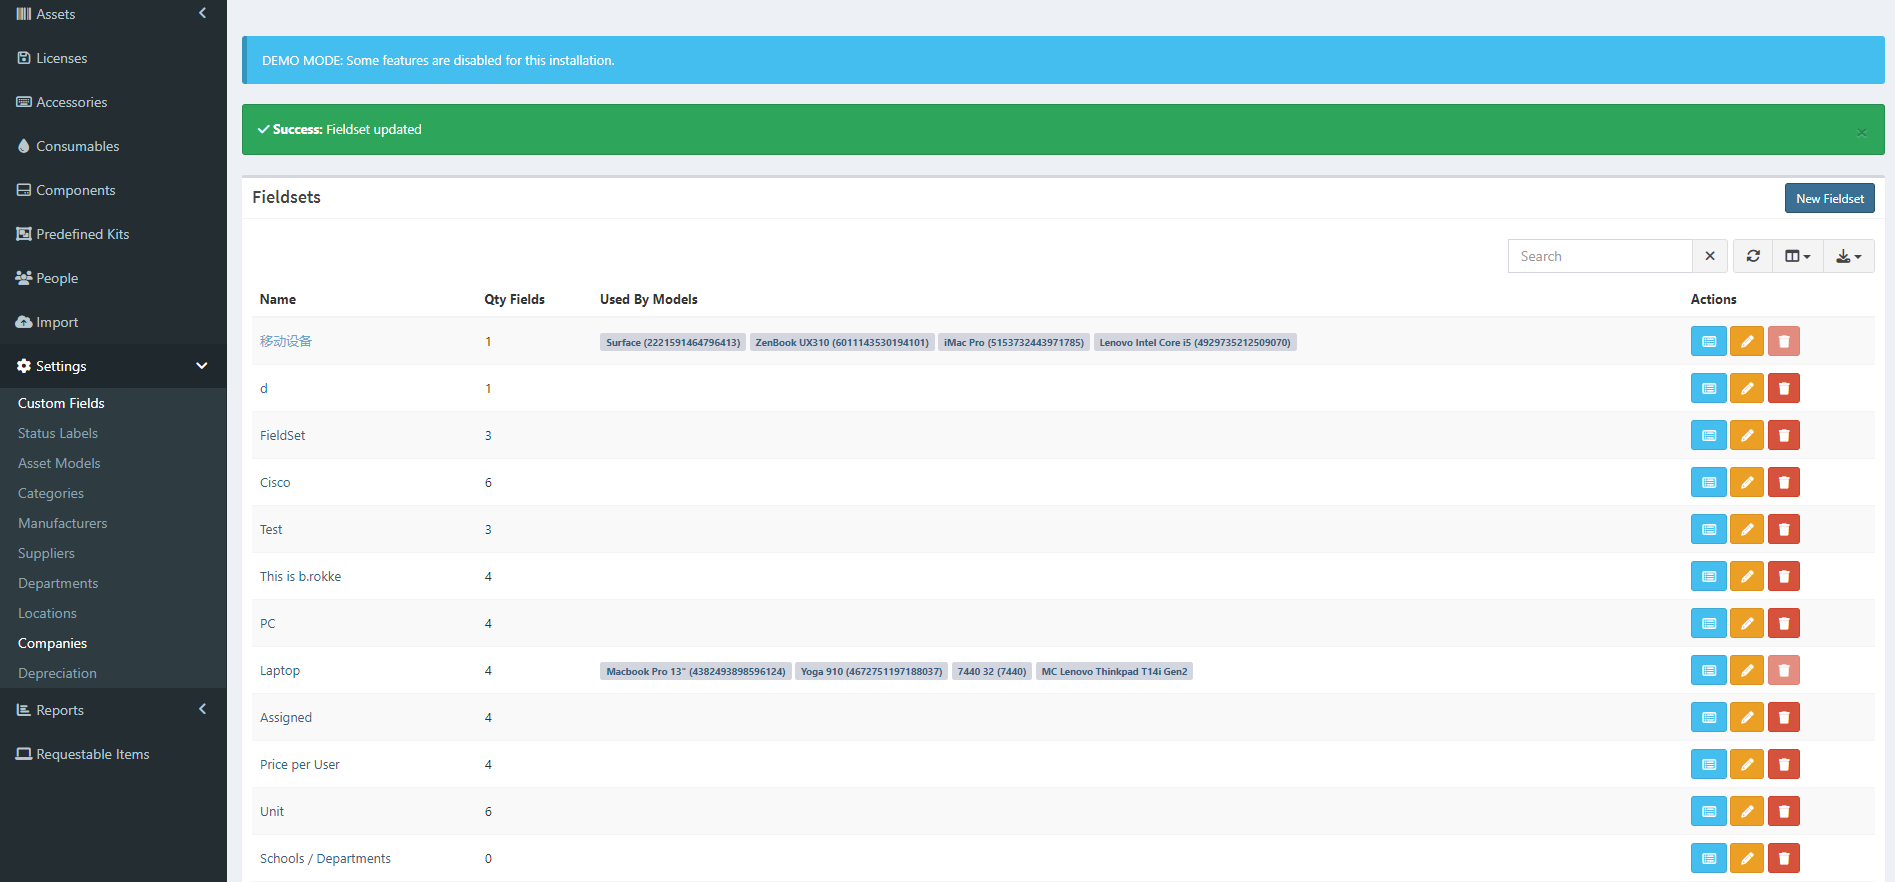 Assets
Licenses
Accessories
Consumables
Components
Predefined Kits
People
Import
Settings
Custom Fields
Status Labels
Asset Models
Categories
Manufacturers
Suppliers
Departments
Locations
Companies
Depreciation
Reports
Requestable Items
DEMO MODE: Some features are disabled for this installation.
Success: Fieldset updated
×
Fieldsets
New Fieldset
Search
Name Qty Fields Used By Models Actions
移动设备 1 Surface (2221591464796413) ZenBook UX310 (6011143530194101) iMac Pro (5153732443971785) Lenovo Intel Core i5 (4929735212509070)
d 1
FieldSet 3
Cisco 6
Test 3
This is b.rokke 4
PC 4
Laptop 4 Macbook Pro 13" (4382493898596124) Yoga 910 (4672751197188037) 7440 32 (7440) MC Lenovo Thinkpad T14i Gen2
Assigned 4
Price per User 4
Unit 6
Schools / Departments 0